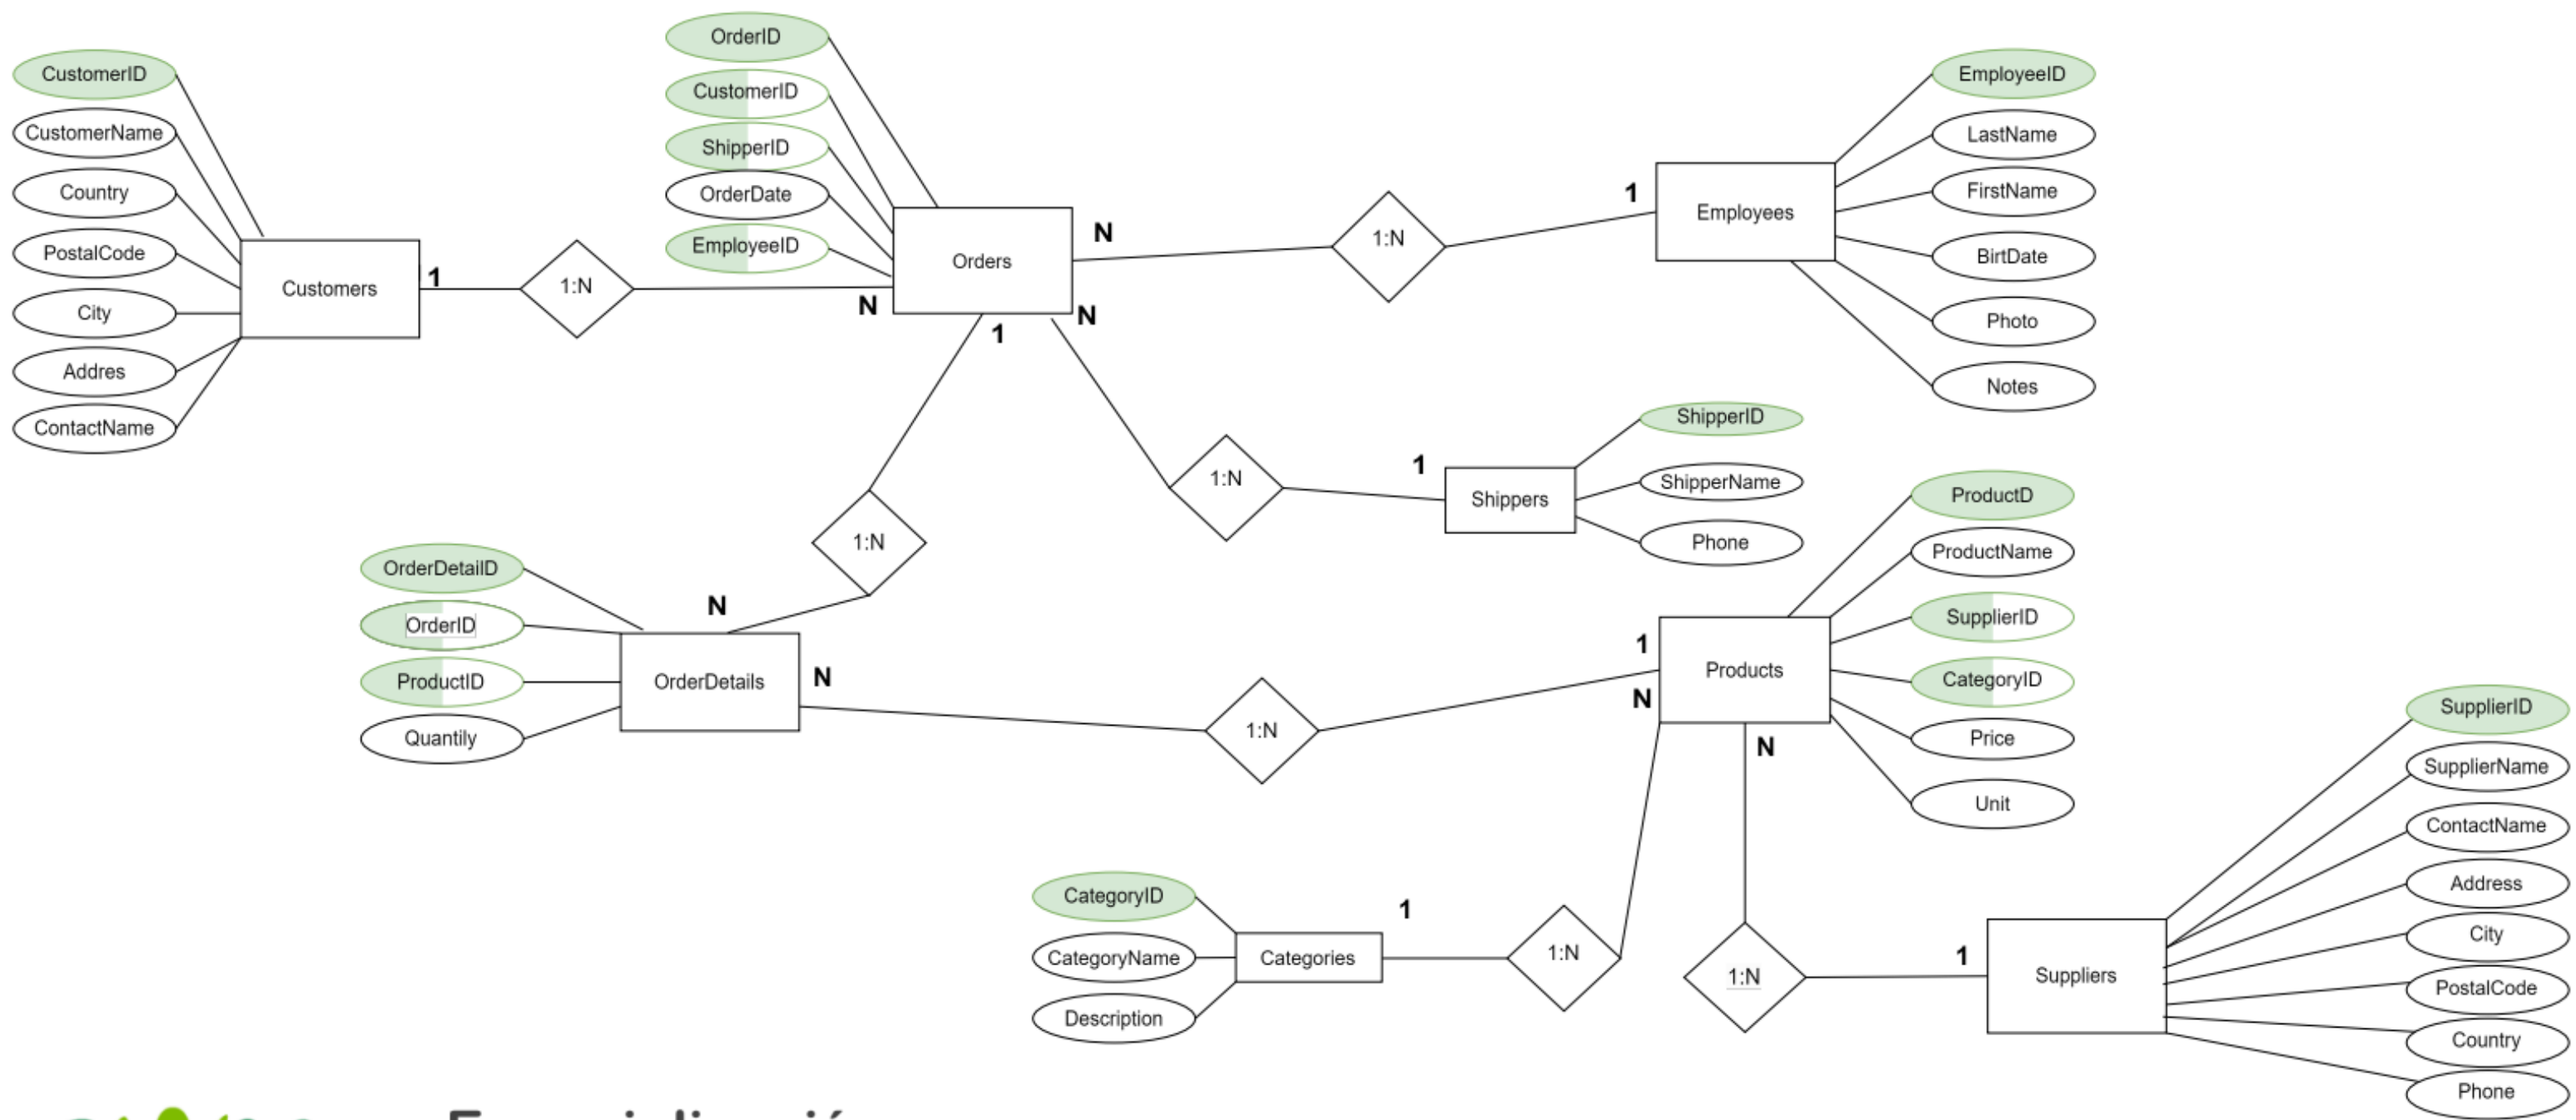 CustomerID
CustomerName
Country
PostalCode
City
Addres
ContactName
Customers
1
1:N
N
OrderID
CustomerID
ShipperID
OrderDate
EmployeeID
Orders
N
1:N
1
Employees
EmployeeID
LastName
FirstName
BirtDate
Photo
Notes
N
1:N
1
Shippers
ShipperID
ShipperName
Phone
1
1:N
N
OrderDetailD
OrderID
ProductID
Quantily
OrderDetails
N
1:N
1
Products
ProductD
ProductName
SupplierID
CategoryID
Price
Unit
N
1:N
1
Categories
CategoryID
CategoryName
Description
N
1:N
1
Suppliers
SupplierID
SupplierName
ContactName
Address
City
PostalCode
Country
Phone